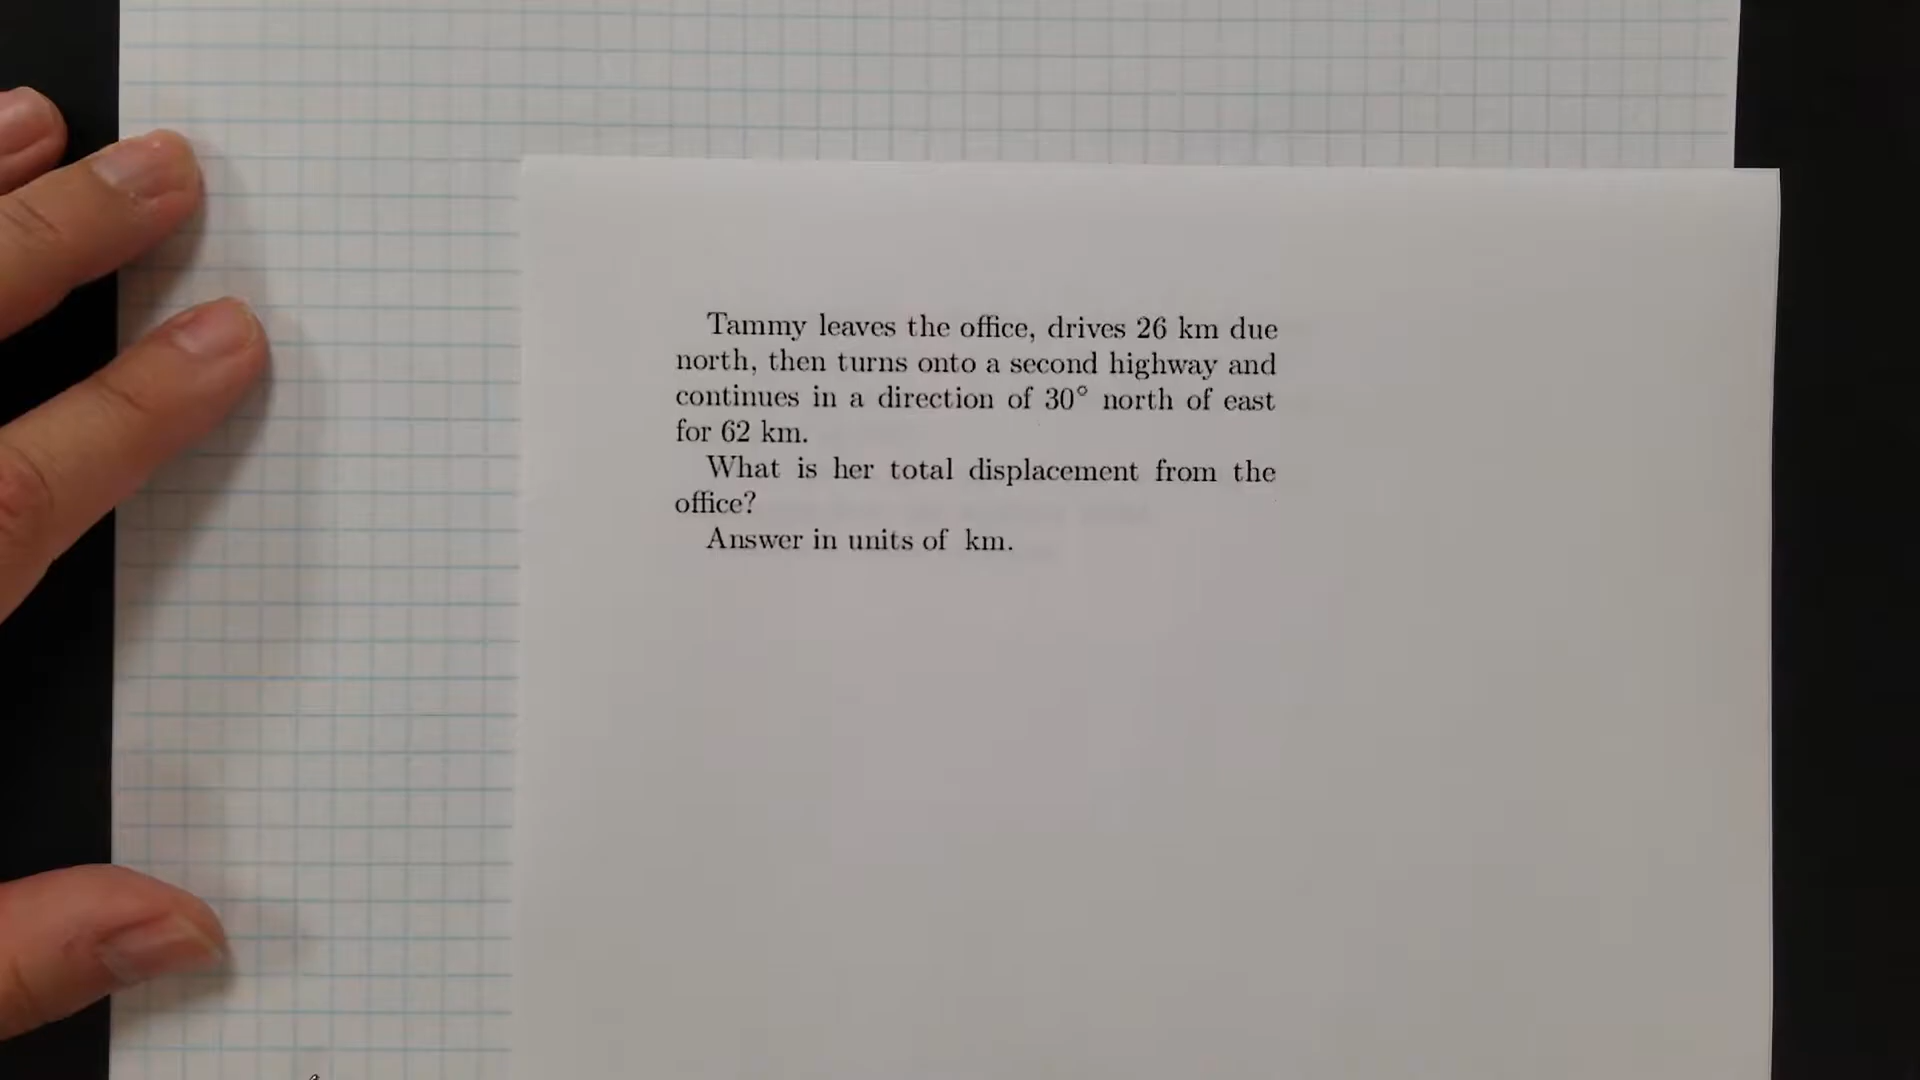 Tammy leaves the office, drives 26 km due
north, then turns onto a second highway and
continues in a direction of 30° north of east
for 62 km.
What is her total displacement from the
office?
Answer in units of km.